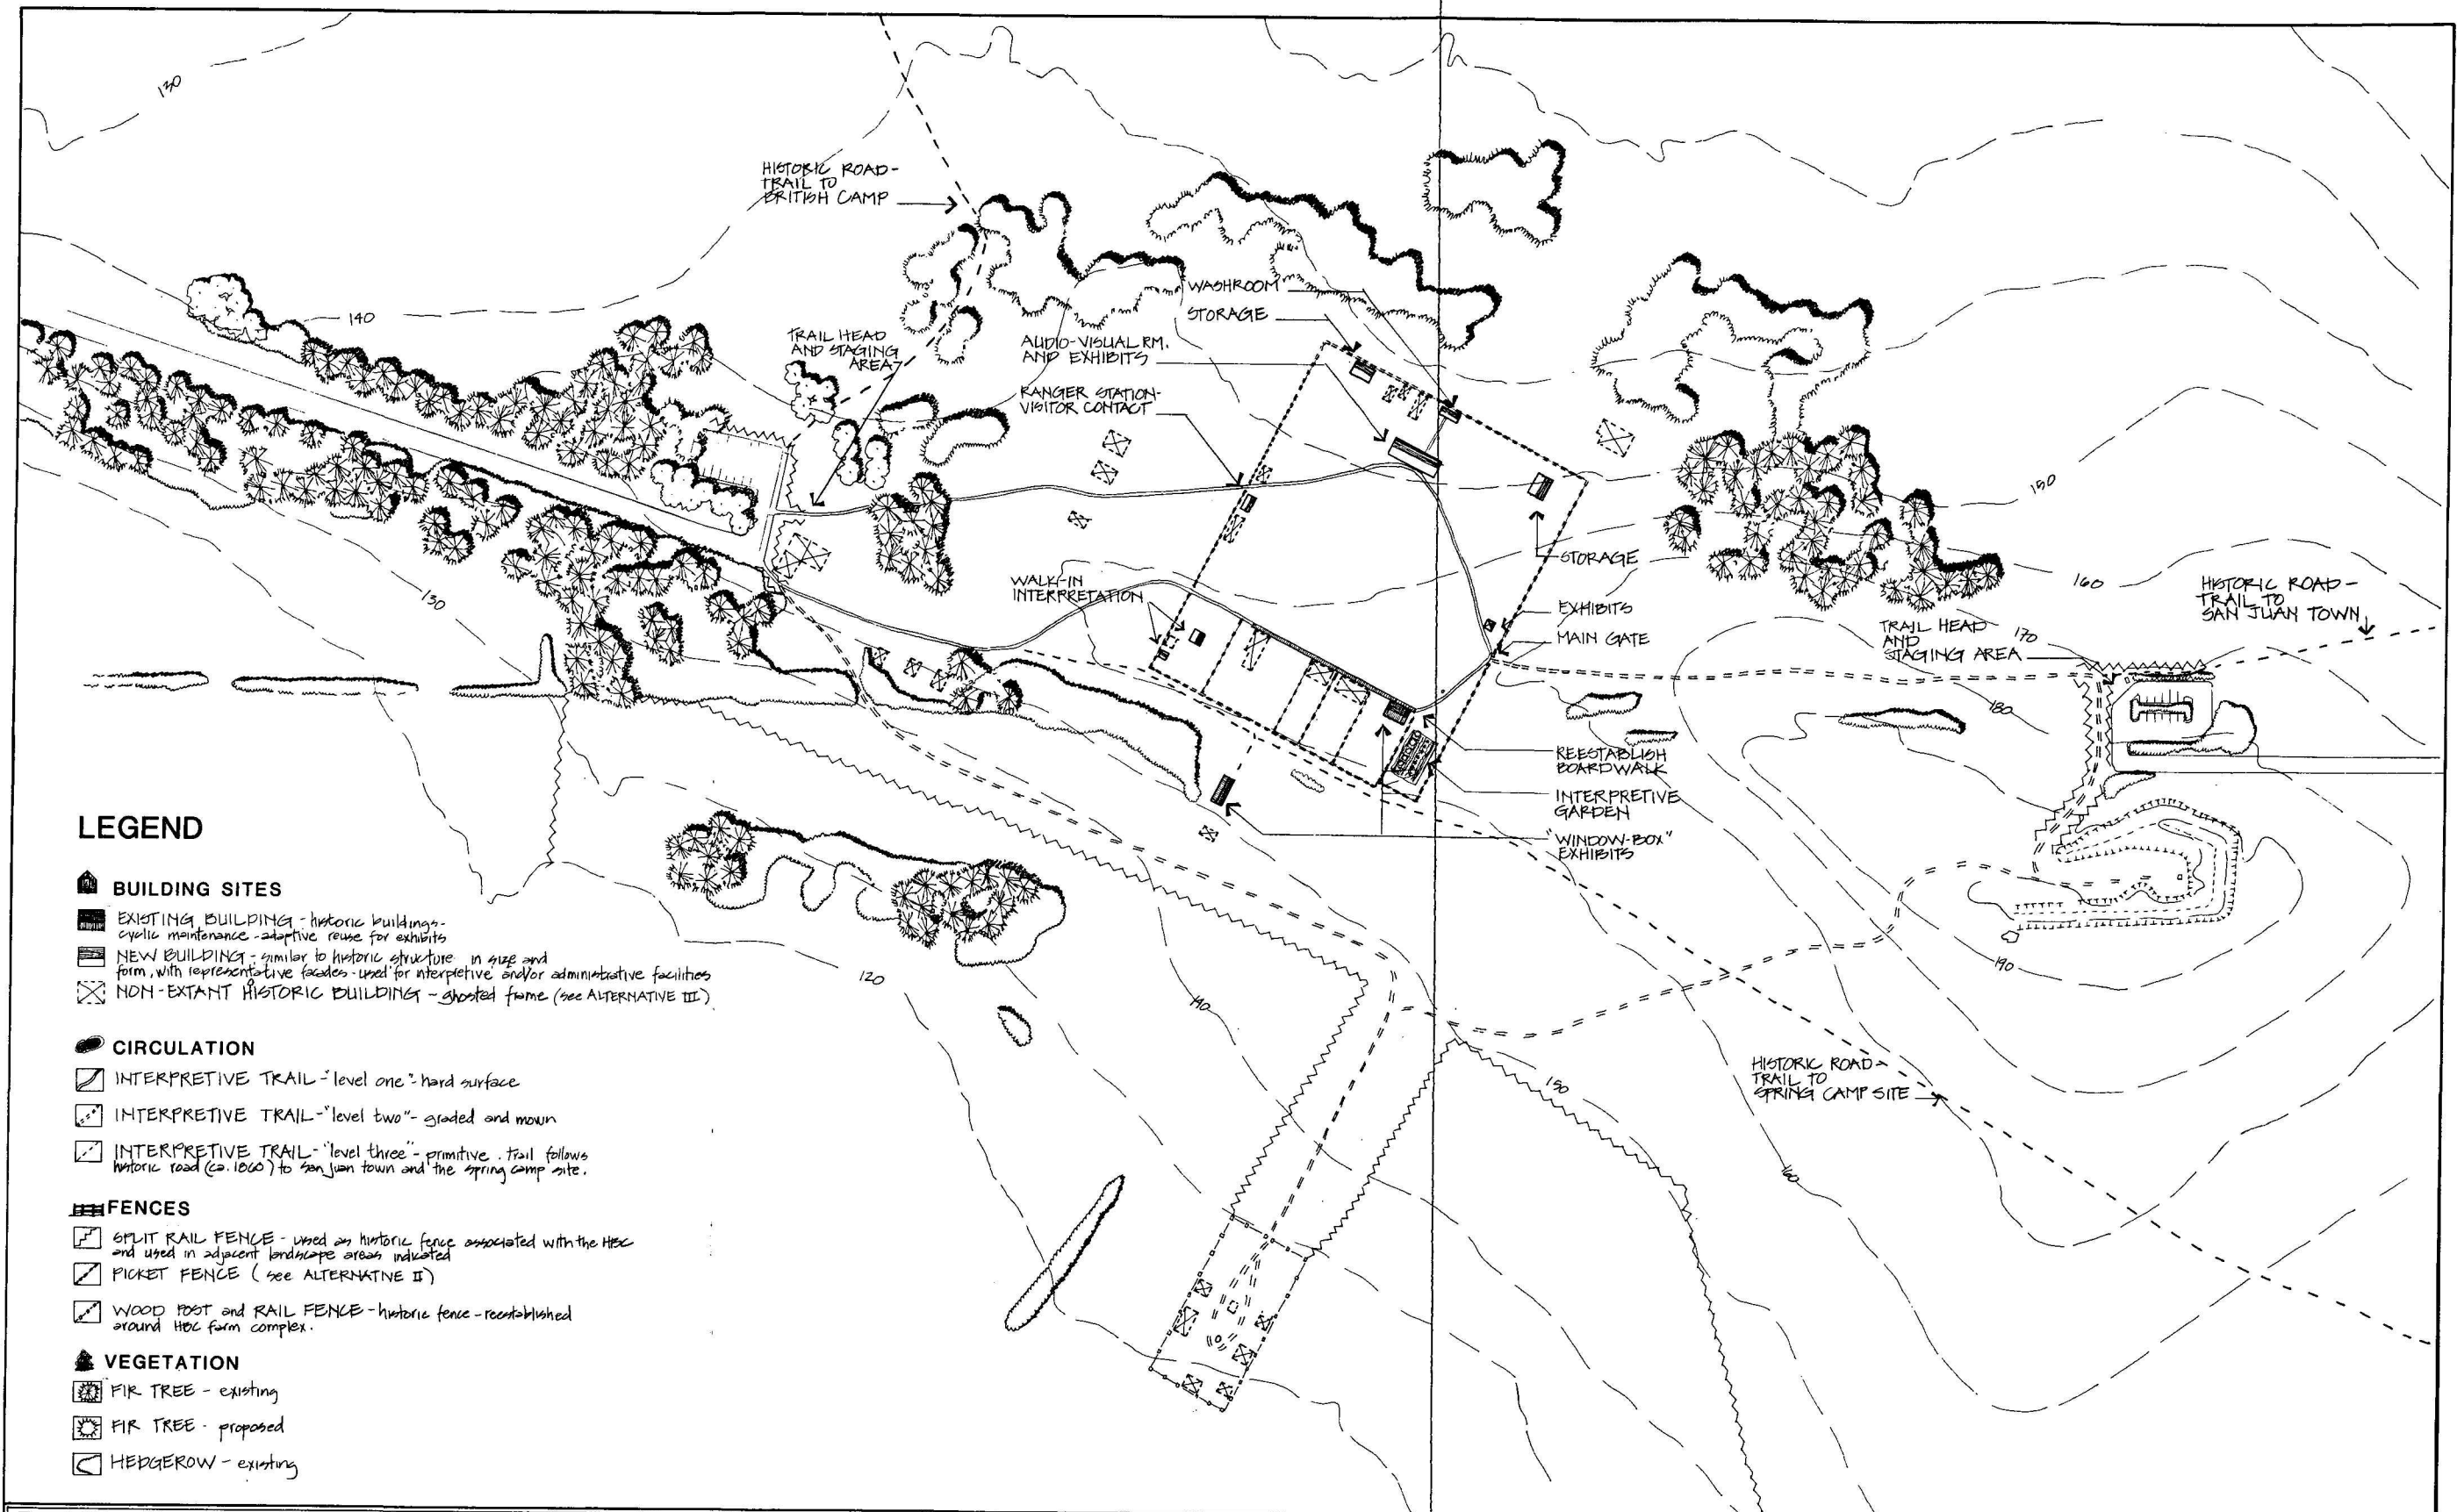 130
HISTORIC ROAD-
TRAIL TO
BRITISH CAMP
140
TRAIL HEAD
AND STAGING
AREA
WASHROOM
STORAGE
AUDIO-VISUAL RM.
AND EXHIBITS
RANGER STATION-
VISITOR CONTACT
150
STORAGE
160
WALK-IN
INTERPRETATION
130
EXHIBITS
MAIN GATE
HISTORIC ROAD-
TRAIL TO
SAN JUAN TOWN
TRAIL HEAD
AND
STAGING AREA
170
180
REESTABLISH
BOARDWALK
INTERPRETIVE
GARDEN
"WINDOW-BOX"
EXHIBITS
190
120
140
150
160
HISTORIC ROAD-
TRAIL TO
SPRING CAMP SITE
LEGEND
BUILDING SITES
EXISTING BUILDING - historic buildings-
cyclic maintenance - adaptive reuse for exhibits
NEW BUILDING - similar to historic structure in size and
form, with representative facades - used for interpretive and/or administrative facilities
NON-EXTANT HISTORIC BUILDING - ghosted frame (see ALTERNATIVE III)
CIRCULATION
INTERPRETIVE TRAIL - "level one" - hard surface
INTERPRETIVE TRAIL - "level two" - graded and mown
INTERPRETIVE TRAIL - "level three" - primitive. trail follows
historic road (ca. 1860) to san juan town and the spring camp site.
FENCES
SPLIT RAIL FENCE - used as historic fence associated with the HBC
and used in adjacent landscape areas indicated
PICKET FENCE (see ALTERNATIVE II)
WOOD POST and RAIL FENCE - historic fence - reestablished
around HBC farm complex.
VEGETATION
FIR TREE - existing
FIR TREE - proposed
HEDGEROW - existing